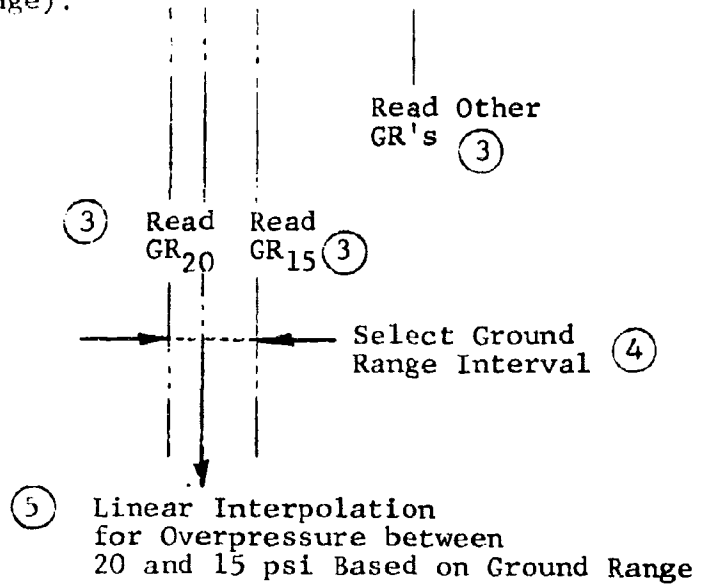 nge).
Read Other
GR's (3)
(3) Read Read
GR20 GR15 (3)
Select Ground (4)
Range Interval
(5) Linear Interpolation
for Overpressure between
20 and 15 psi Based on Ground Range